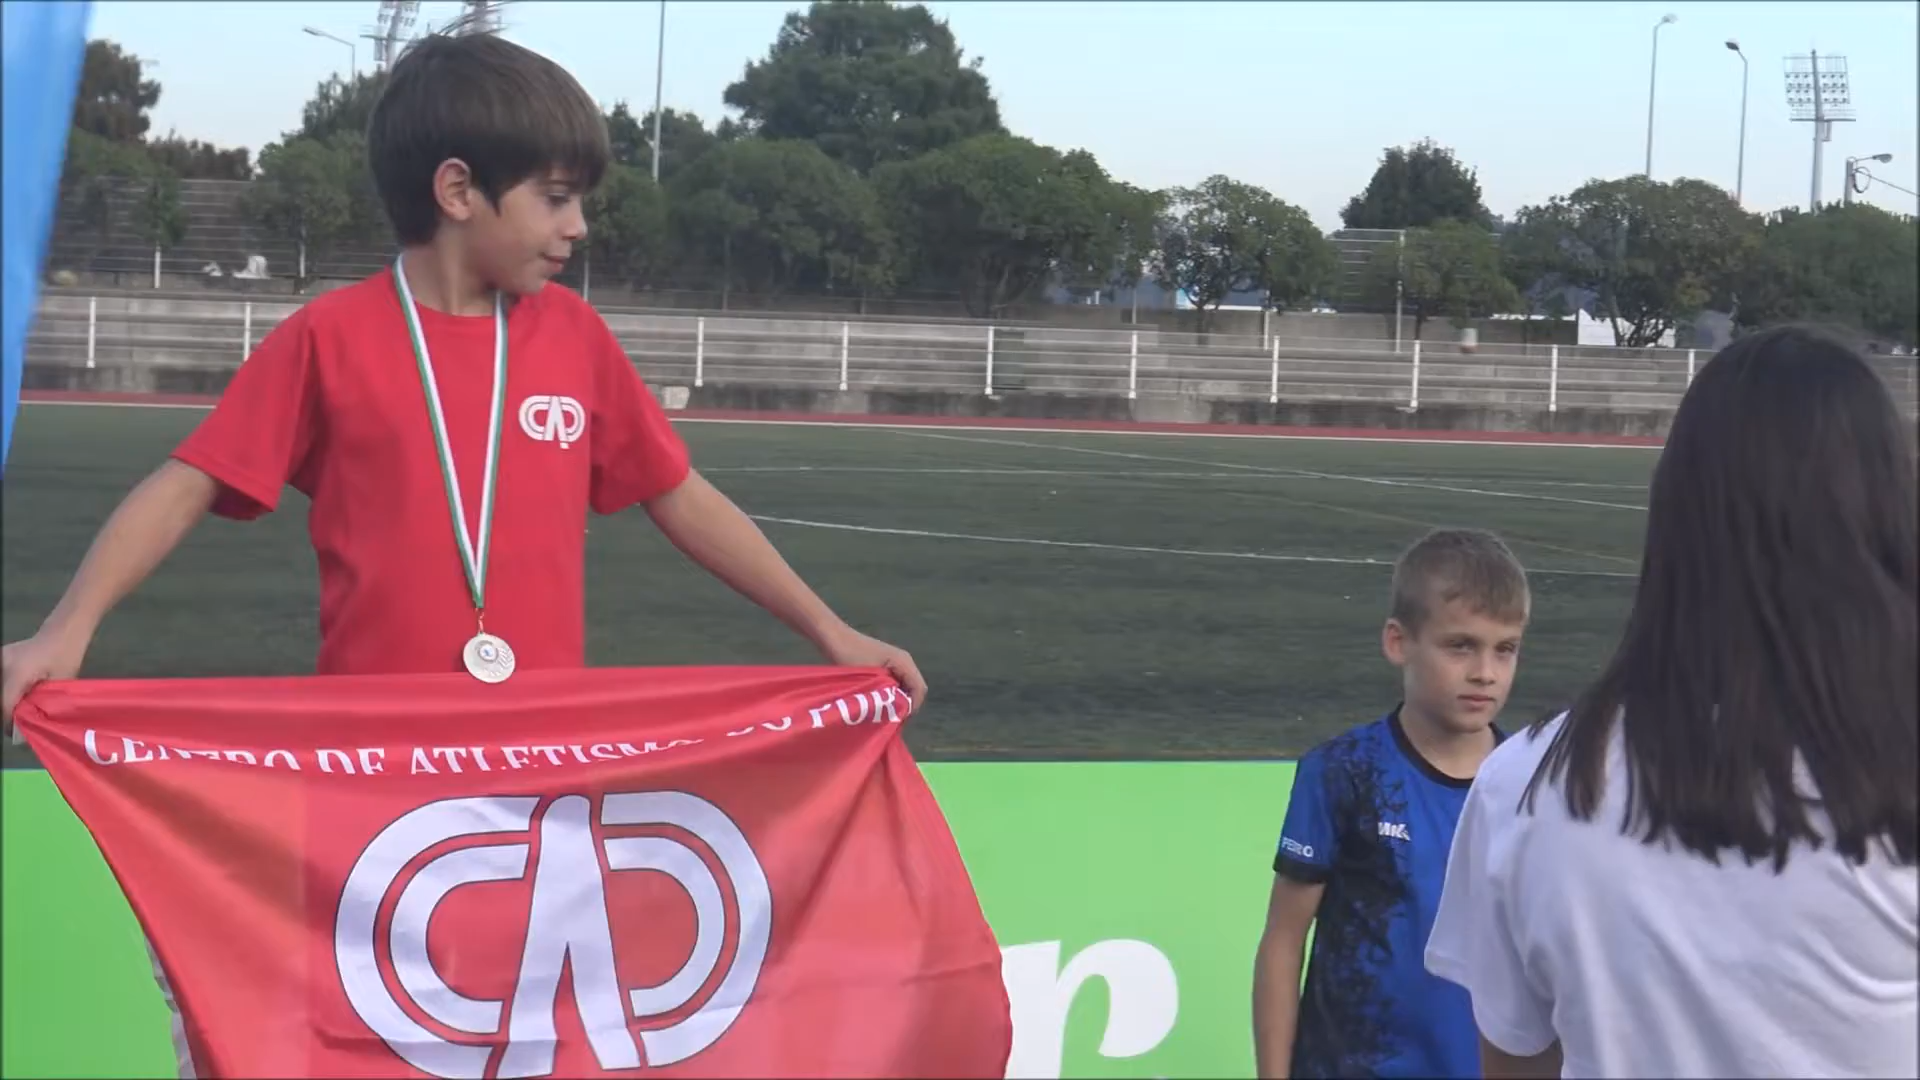 CAP
CENTRO DE ATLETISMO DO PORT
CAP
PEDRO
r